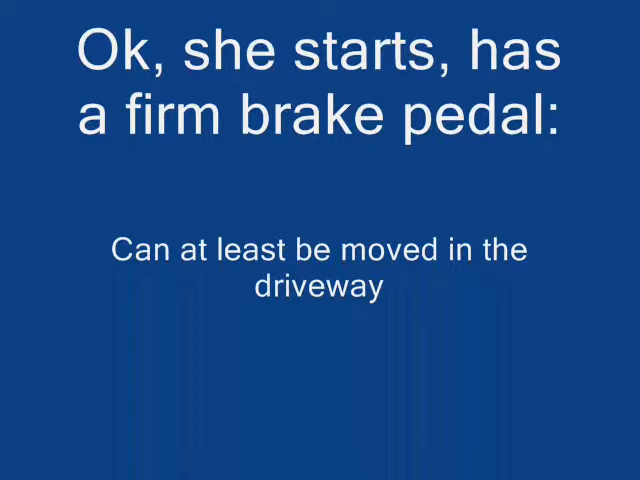 Ok, she starts, has
a firm brake pedal:
Can at least be moved in the
driveway